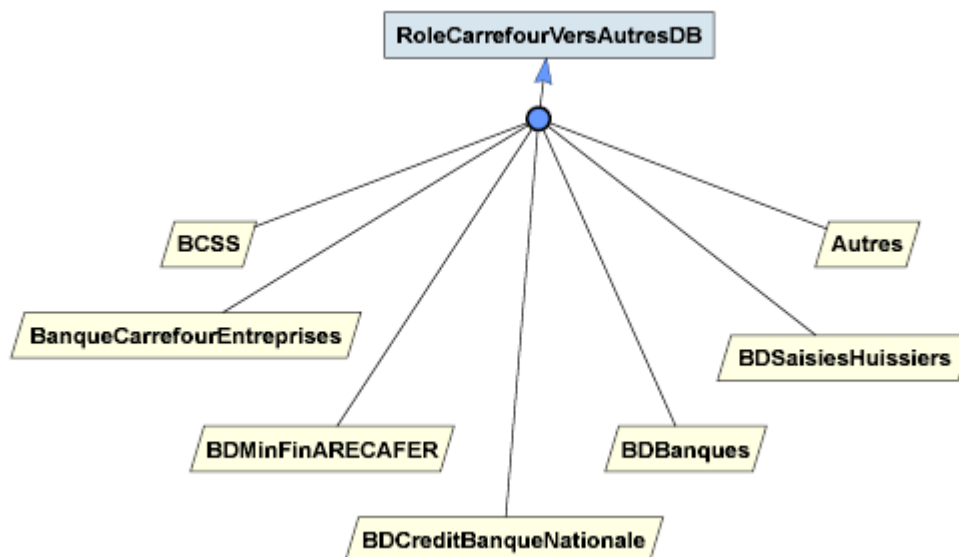 RoleCarrefourVersAutresDB
BCSS
Autres
BanqueCarrefourEntreprises
BDSaisiesHuissiers
BDMinFinARECAFER
BDBanques
BDCreditBanqueNationale